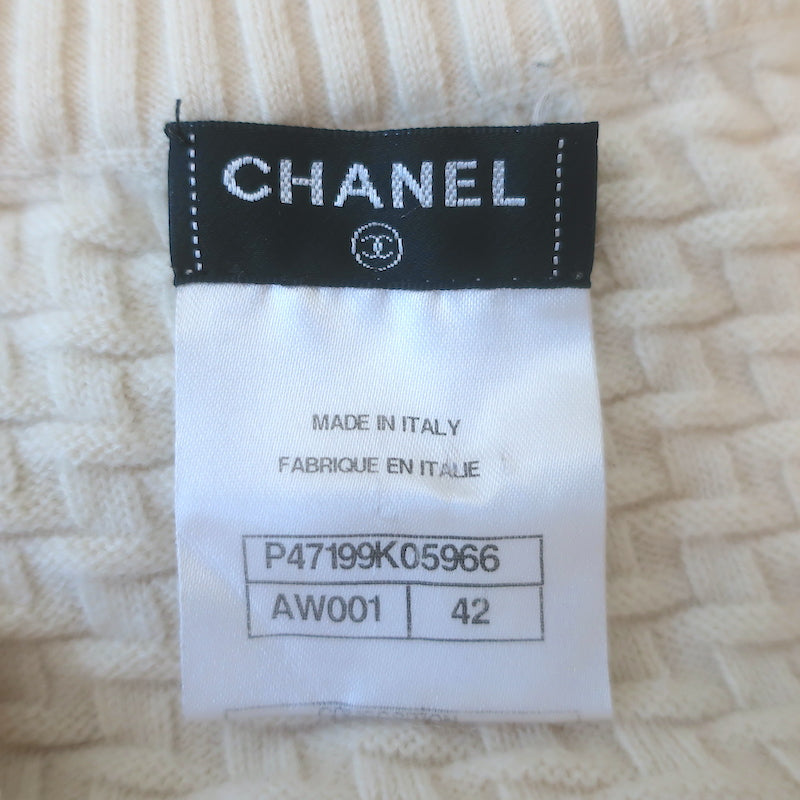 CHANEL
MADE IN ITALY
FABRIQUE EN ITALIE
P47199K05966
AW001 42